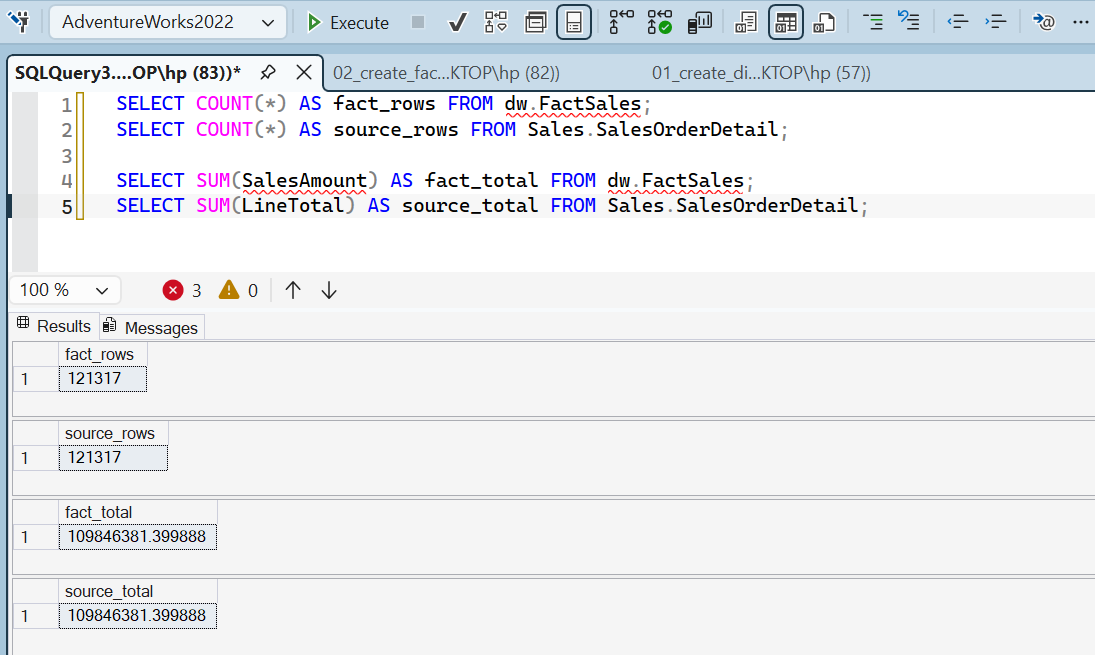 AdventureWorks2022
Execute
SQLQuery3....OP\hp (83))*
02_create_fac...KTOP\hp (82))
01_create_di...KTOP\hp (57))
1 SELECT COUNT(*) AS fact_rows FROM dw.FactSales;
2 SELECT COUNT(*) AS source_rows FROM Sales.SalesOrderDetail;
3
4 SELECT SUM(SalesAmount) AS fact_total FROM dw.FactSales;
5 SELECT SUM(LineTotal) AS source_total FROM Sales.SalesOrderDetail;
100 % 3 0
Results Messages
fact_rows
1 121317
source_rows
1 121317
fact_total
1 109846381.399888
source_total
1 109846381.399888